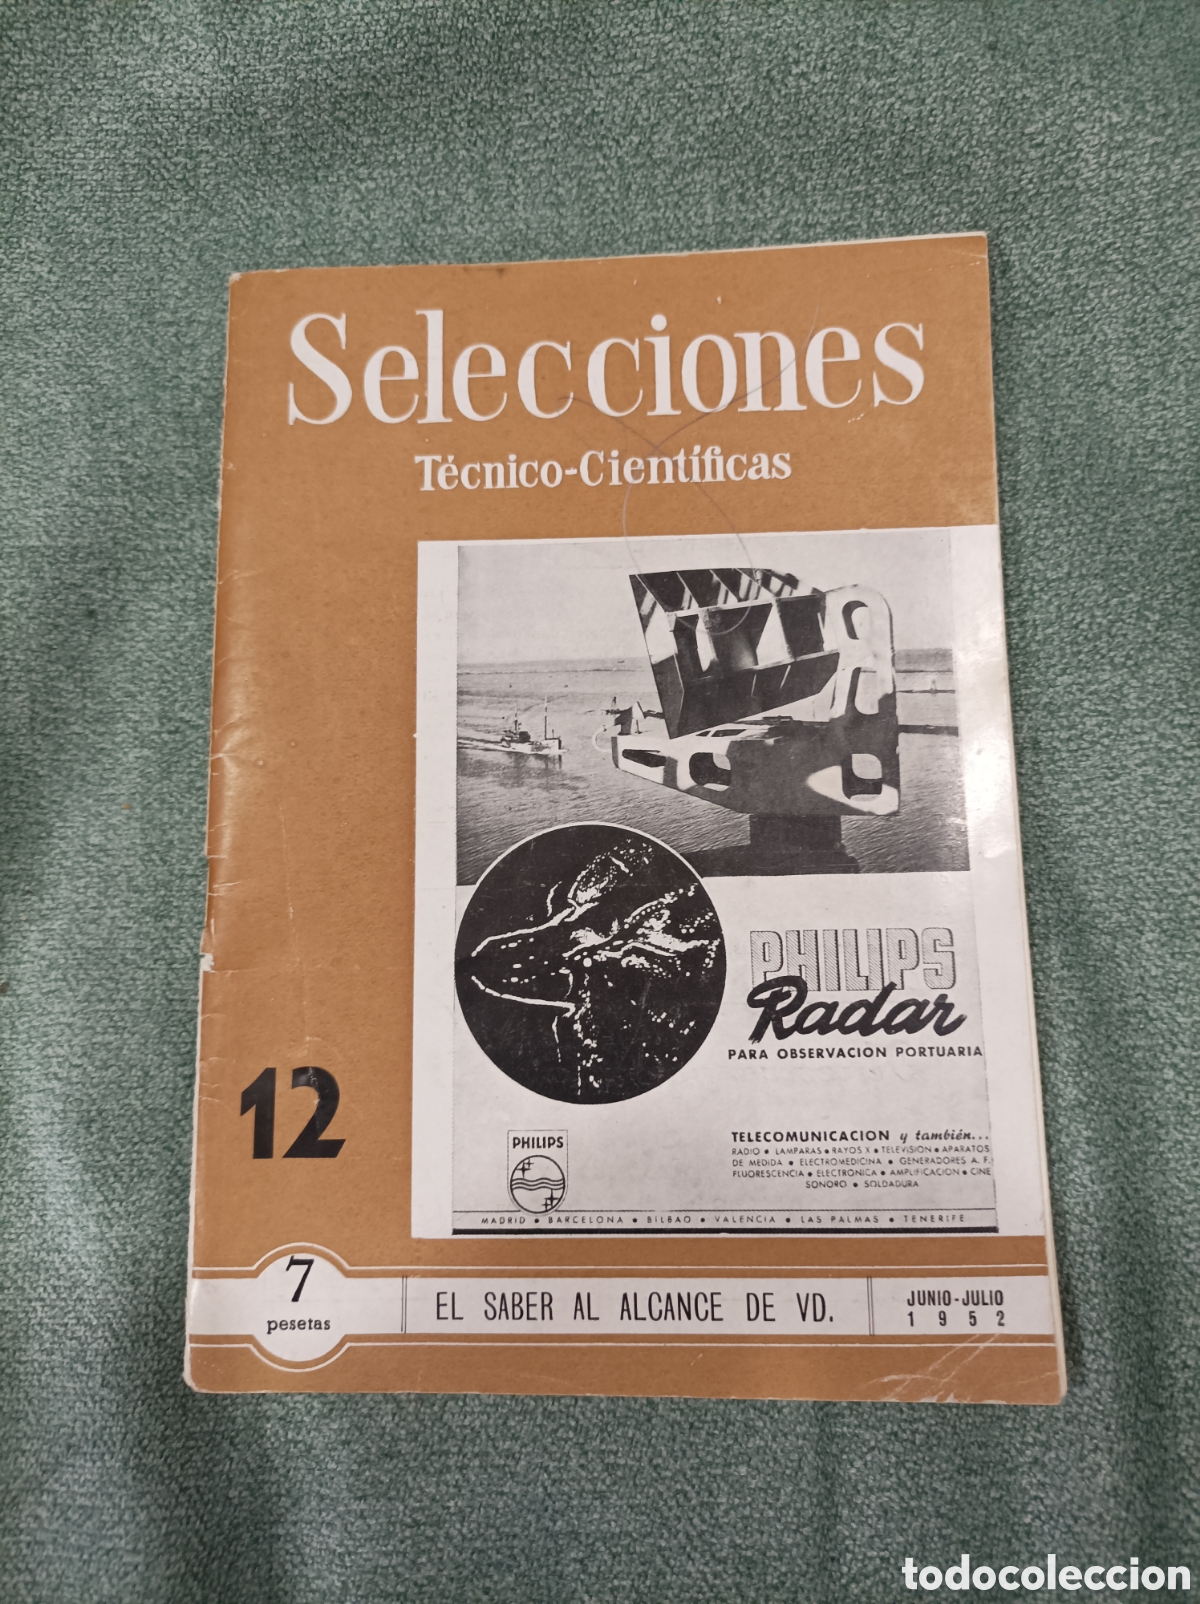 Selecciones
Técnico-Científicas
PHILIPS
Radar
PARA OBSERVACION PORTUARIA
12
PHILIPS
TELECOMUNICACION y también...
RADIO • LAMPARAS • RAYOS X • TELEVISION • APARATOS
DE MEDIDA • ELECTROMEDICINA • GENERADORES A. F.
FLUORESCENCIA • ELECTRONICA • AMPLIFICACION • CINE
SONORO • SOLDADURA
MADRID • BARCELONA • BILBAO • VALENCIA • LAS PALMAS • TENERIFE
7
pesetas
EL SABER AL ALCANCE DE VD.
JUNIO-JULIO
1952
todocoleccion